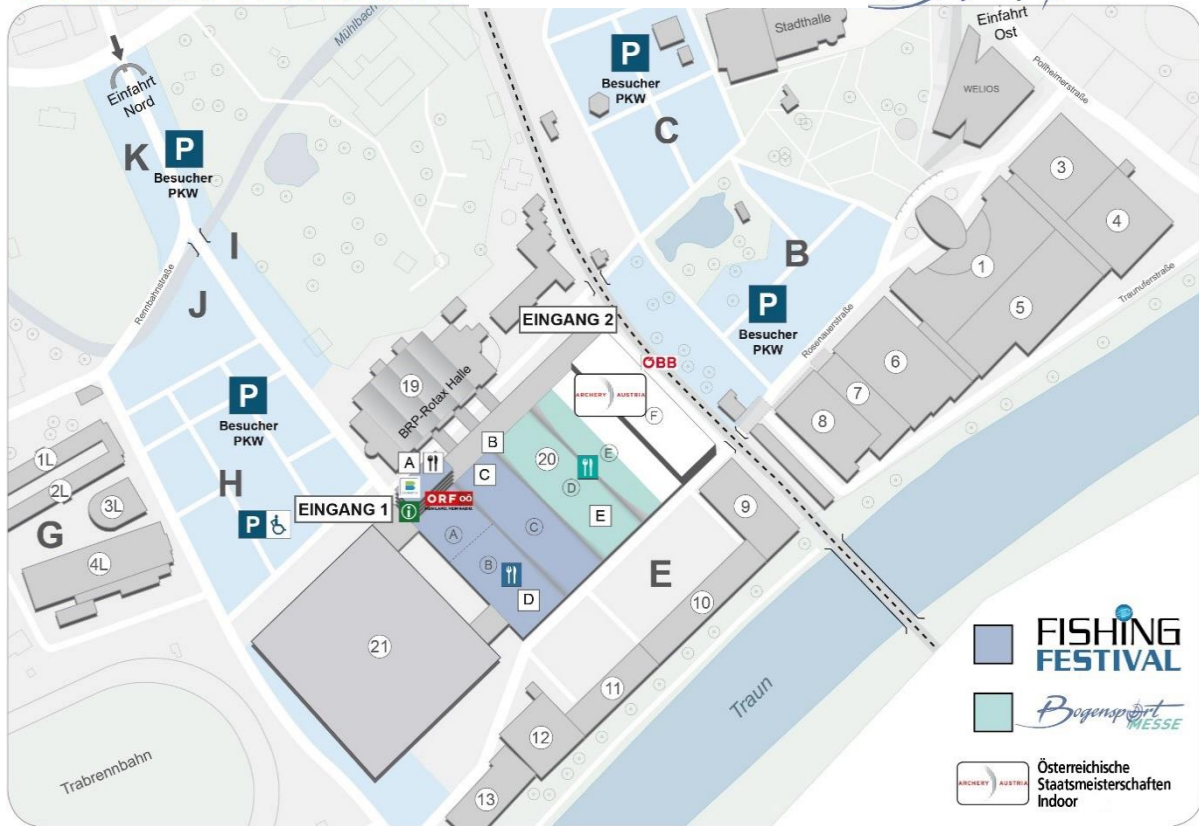 Einfahrt
Nord
Mühlbach
Stadthalle
Einfahrt
Ost
Pollheimerstraße
WELIOS
P
Besucher
PKW
C
K
P
Besucher
PKW
3
4
1
5
B
I
J
Rennbahnstraße
P
Besucher
PKW
Rosenauerstraße
Traunuferstraße
EINGANG 2
ÖBB
6
7
8
19
BRP-Rotax Halle
ARCHERY AUSTRIA
F
P
Besucher
PKW
H
P
1L
2L
3L
4L
G
A
B
C
20
E
D
E
i
ORF oö
EINGANG 1
A
B
C
D
9
E
10
21
11
12
13
Traun
Trabrennbahn
FISHING
FESTIVAL
Bogensport
MESSE
ARCHERY AUSTRIA
Österreichische
Staatsmeisterschaften
Indoor